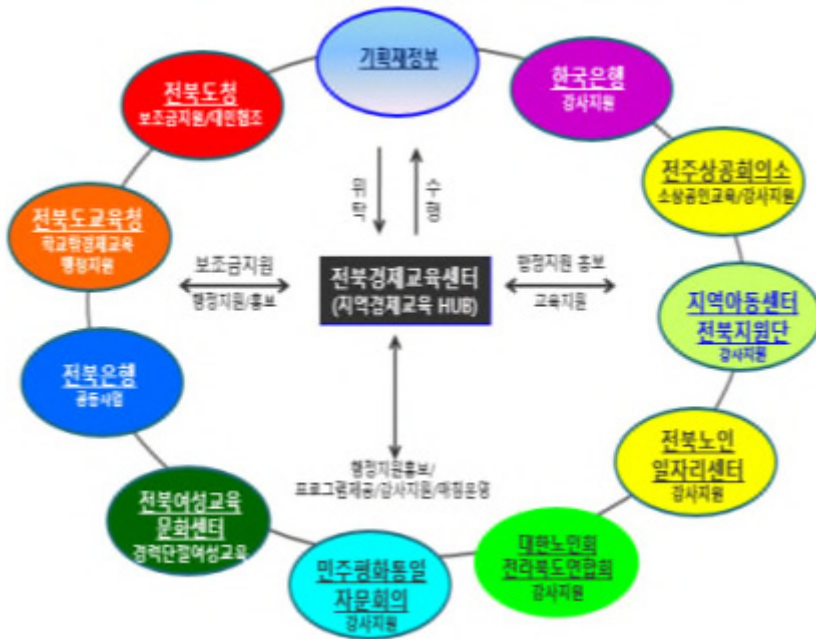 기획재정부
한국은행
강사지원
전주상공회의소
소상공인교육/강사지원
지역아동센터
전북지원단
강사지원
전북노인
일자리센터
강사지원
대한노인회
전라북도연합회
강사지원
민주평화통일
자문회의
강사지원
전북여성교육
문화센터
경력단절여성교육
전북은행
공동사업
전북도교육청
학교밖경제교육
행정지원
전북도청
보조금지원/대민협조
위탁
수행
보조금지원
행정지원/홍보
전북경제교육센터
(지역경제교육 HUB)
행정지원 홍보
교육지원
행정지원홍보/
프로그램제공/강사지원/매칭운영